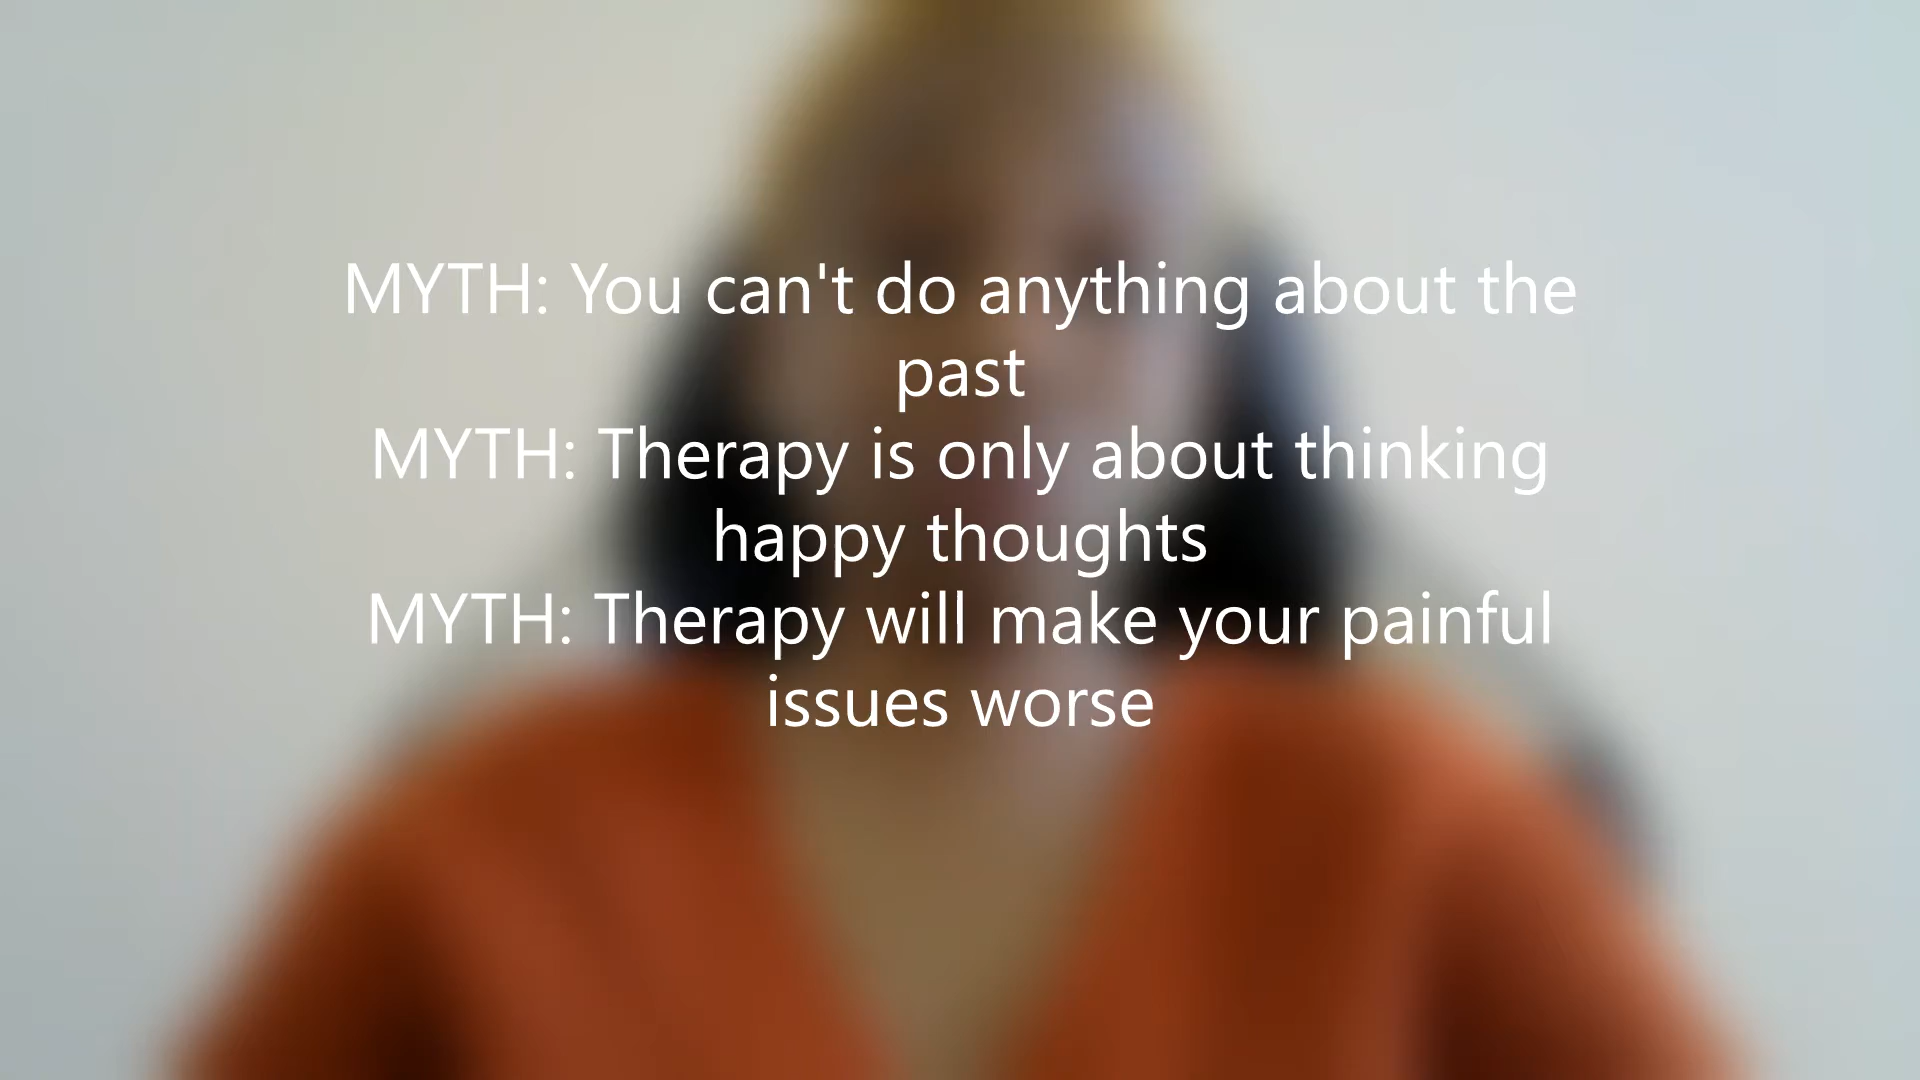 MYTH: You can't do anything about the
past
MYTH: Therapy is only about thinking
happy thoughts
MYTH: Therapy will make your painful
issues worse